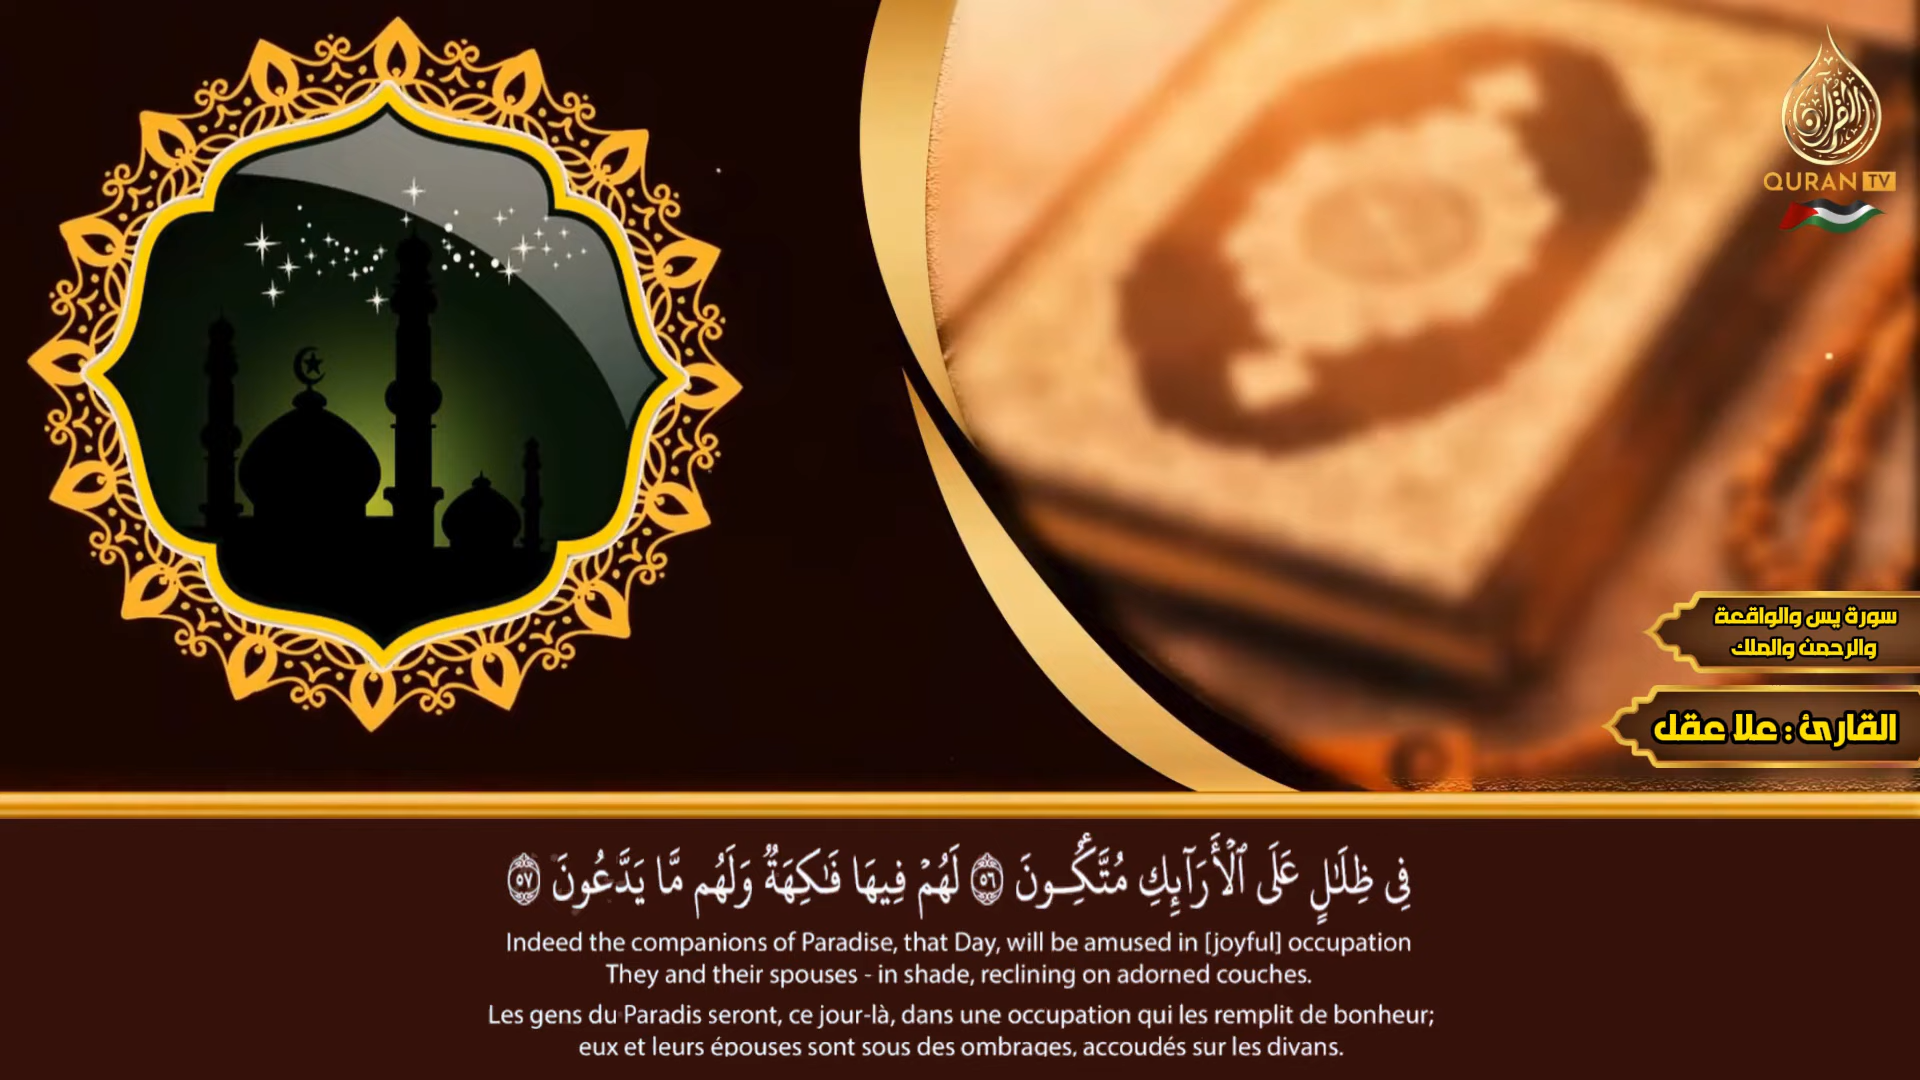 القرآن
QURAN TV
سورة يس والواقعة
والرحمن والملك
القارئ : علا عقل
فِي ظِلَـٰلٍ عَلَى ٱلْأَرَآئِكِ مُتَّكِـُٔونَ ٥٦ لَهُمْ فِيهَا فَـٰكِهَةٌ وَلَهُم مَّا يَدَّعُونَ ٥٧
Indeed the companions of Paradise, that Day, will be amused in [joyful] occupation
They and their spouses - in shade, reclining on adorned couches.
Les gens du Paradis seront, ce jour-là, dans une occupation qui les remplit de bonheur;
eux et leurs épouses sont sous des ombrages, accoudés sur les divans.